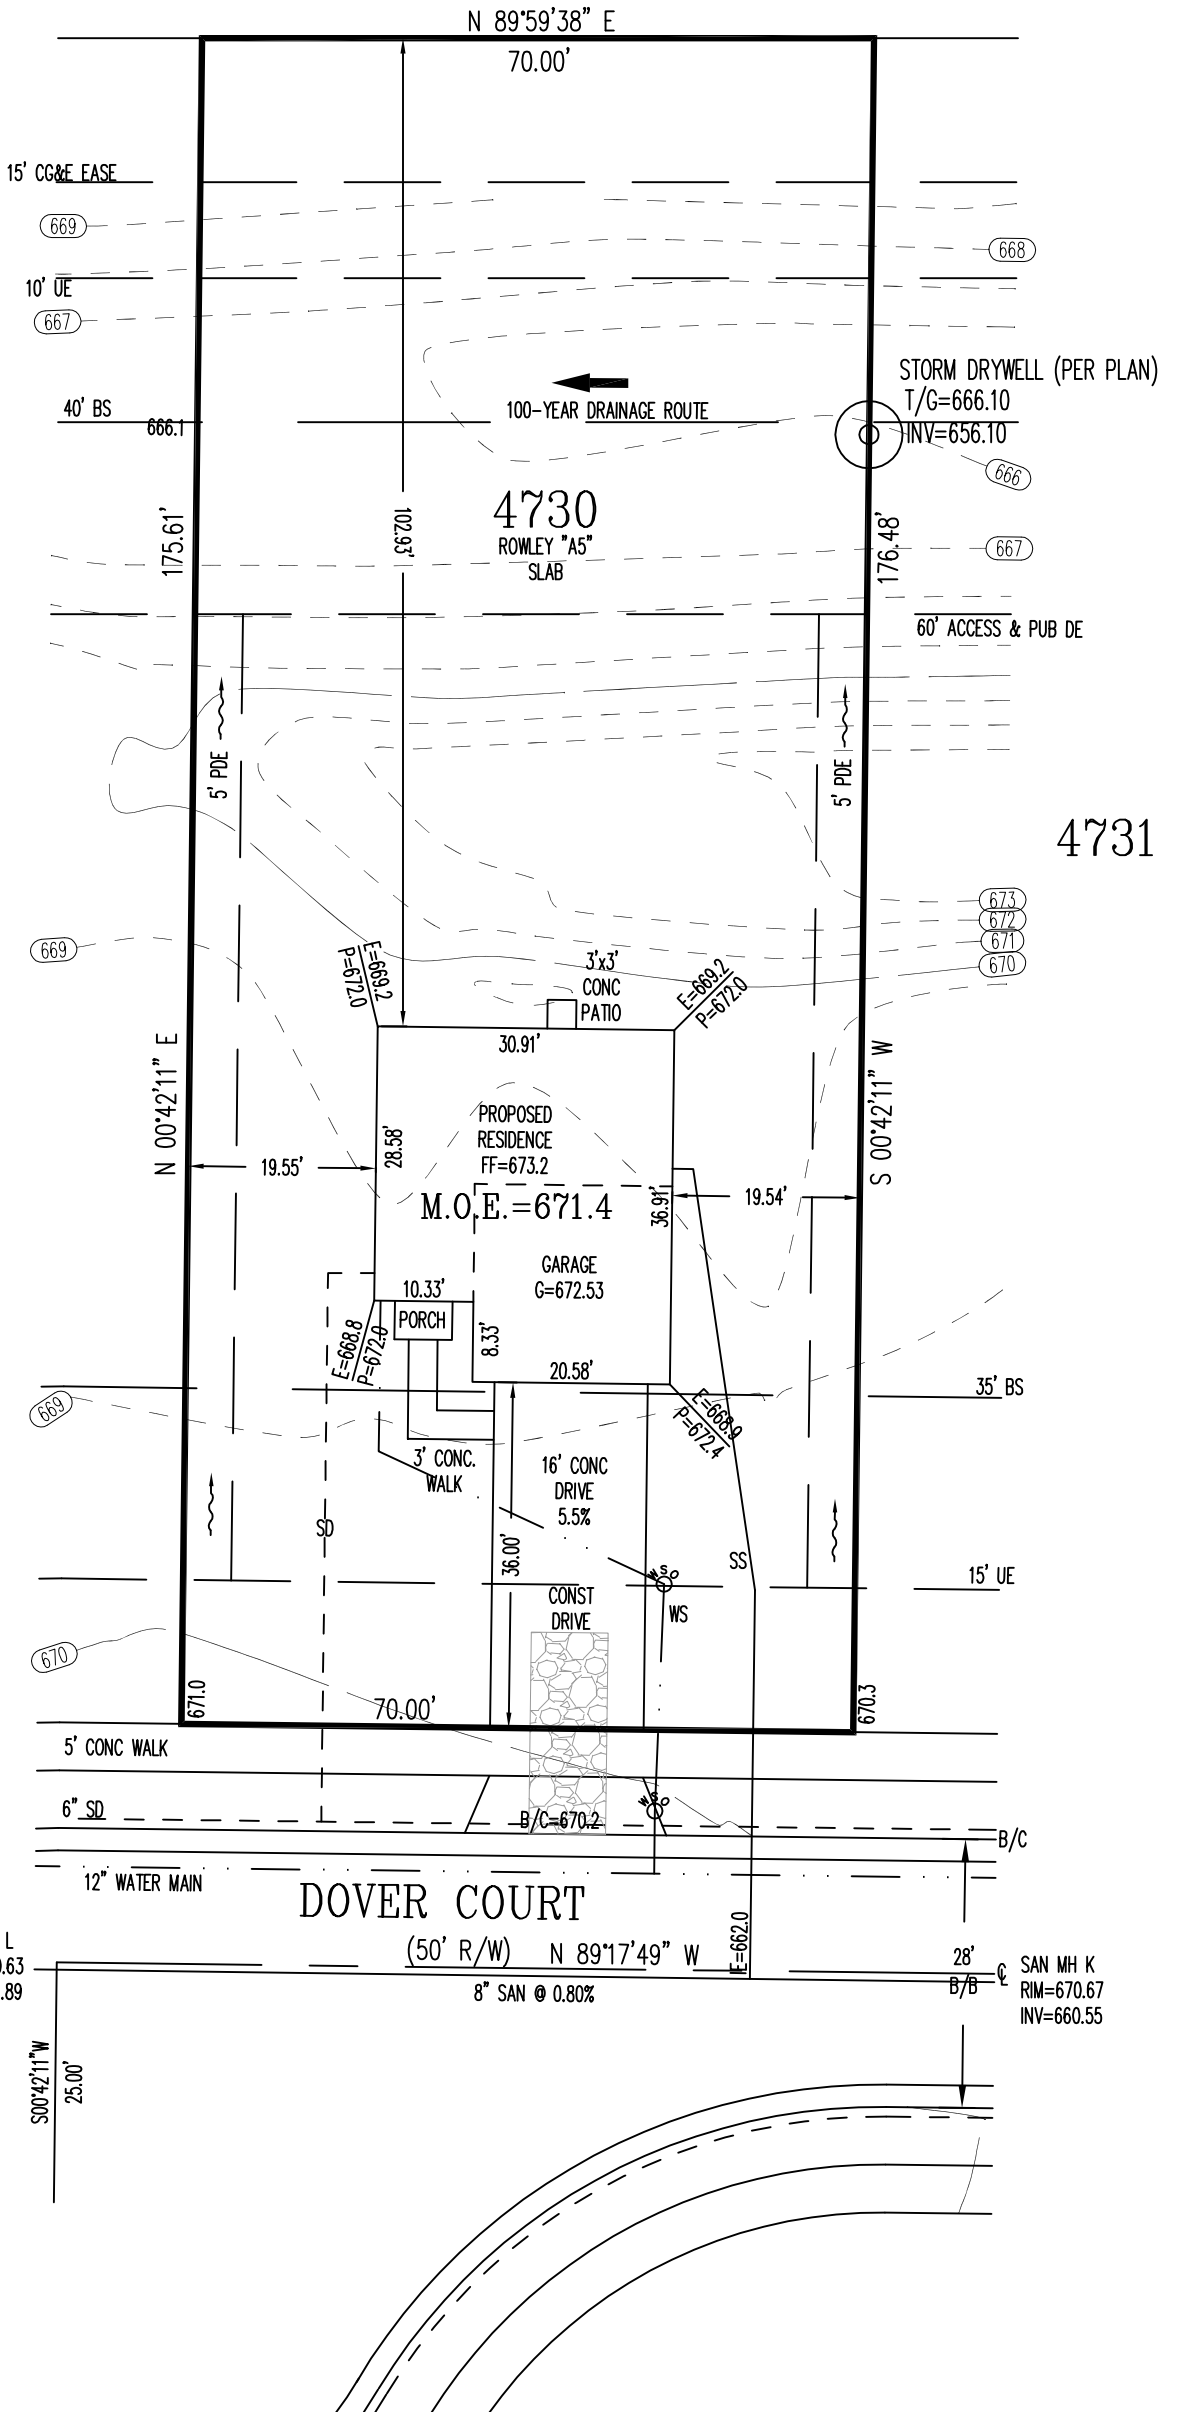 N 89°59'38" E
70.00'
15' CG&E EASE
669
668
10' UE
667
STORM DRYWELL (PER PLAN)
T/G=666.10
INV=656.10
40' BS
666.1
100-YEAR DRAINAGE ROUTE
666
4730
ROWLEY "A5"
SLAB
175.61'
102.93'
176.48'
667
60' ACCESS & PUB DE
5' PDE
5' PDE
4731
673
672
671
670
669
E=669.2
P=672.0
3'x3'
CONC
PATIO
E=669.2
P=672.0
30.91'
N 00°42'11" E
S 00°42'11" W
PROPOSED
RESIDENCE
FF=673.2
28.58'
19.55'
M.O.E.=671.4
36.91'
19.54'
GARAGE
G=672.53
10.33'
PORCH
8.33'
E=668.8
P=672.0
20.58'
35' BS
669
E=668.9
P=672.4
3' CONC.
WALK
16' CONC
DRIVE
5.5%
SD
36.00'
SS
WSO
15' UE
CONST
DRIVE
WS
670
671.0
70.00'
670.3
5' CONC WALK
6" SD
WSO
B/C=670.2
B/C
12" WATER MAIN
DOVER COURT
(50' R/W) N 89°17'49" W
IE=662.0
8" SAN @ 0.80%
28'
B/B
SAN MH K
RIM=670.67
INV=660.55
L
.63
.89
S00°42'11"W
25.00'